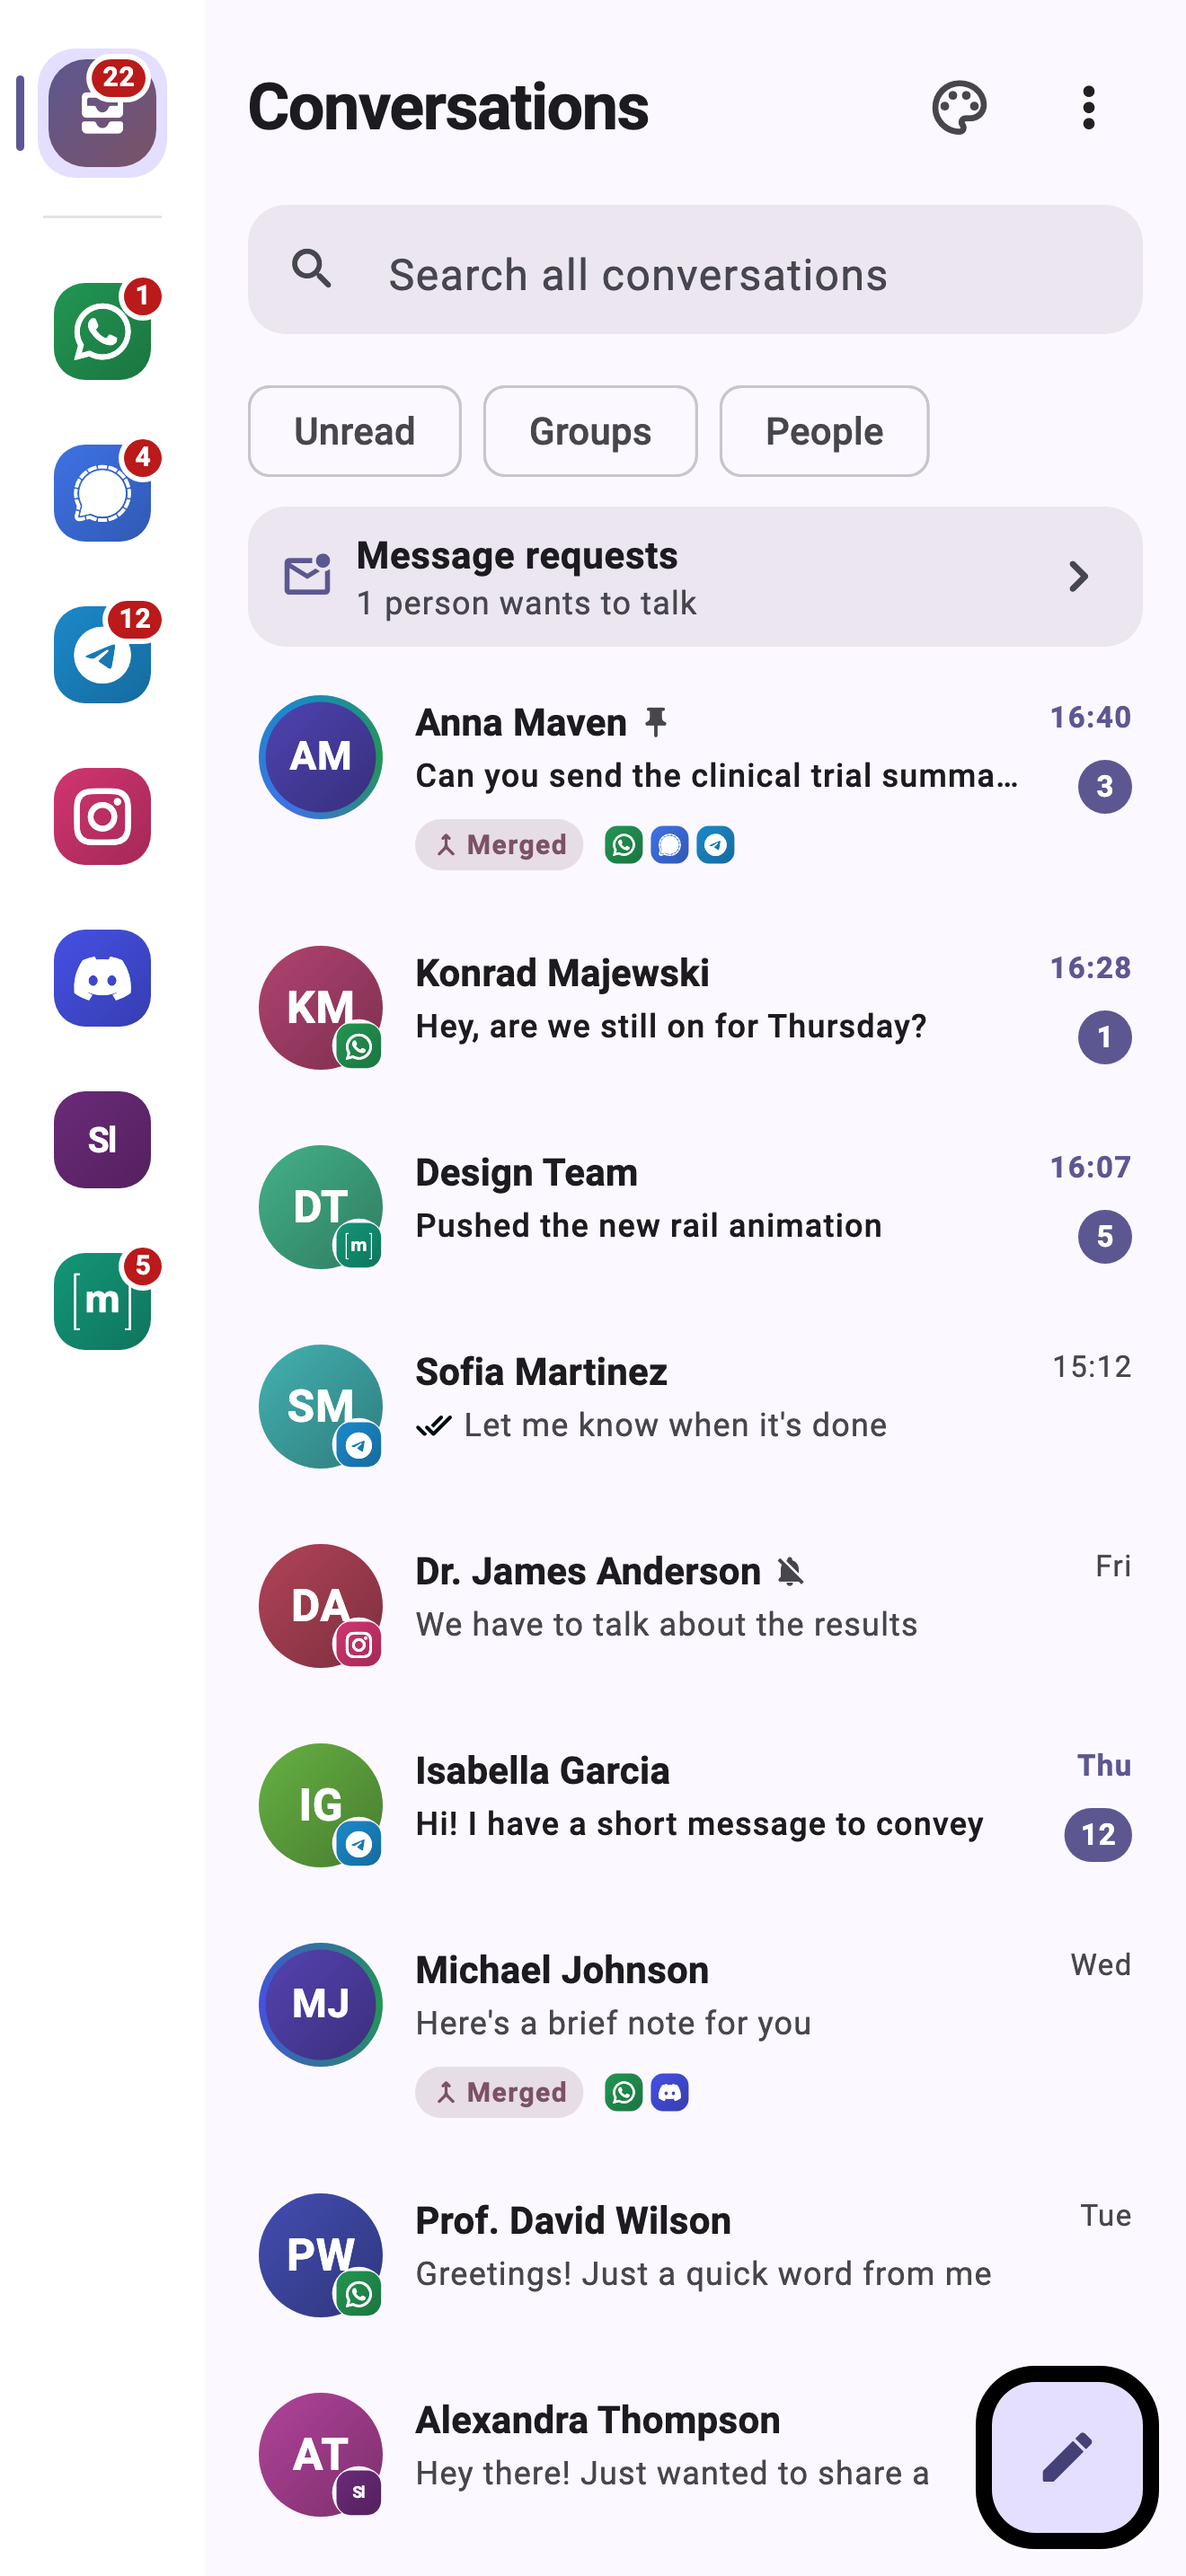 22
Conversations
Search all conversations
1
Unread
Groups
People
4
Message requests
1 person wants to talk
12
AM
Anna Maven
16:40
Can you send the clinical trial summa...
3
Merged
KM
Konrad Majewski
16:28
Hey, are we still on for Thursday?
1
Sl
DT
[m]
Design Team
16:07
Pushed the new rail animation
5
[m]
5
SM
Sofia Martinez
15:12
Let me know when it's done
DA
Dr. James Anderson
Fri
We have to talk about the results
IG
Isabella Garcia
Thu
Hi! I have a short message to convey
12
MJ
Michael Johnson
Wed
Here's a brief note for you
Merged
PW
Prof. David Wilson
Tue
Greetings! Just a quick word from me
AT
Sl
Alexandra Thompson
Hey there! Just wanted to share a